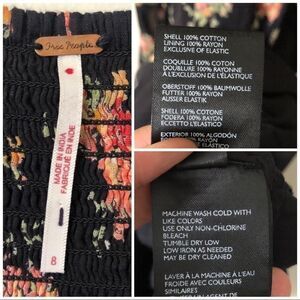 Free People
MADE IN INDIA
FABRIQUÉ EN INDE
8
SHELL 100% COTTON
LINING 100% RAYON
EXCLUSIVE OF ELASTIC
COQUILLE 100% COTON
DOUBLURE 100% RAYONNE
À L'EXCLUSION DE L'ÉLASTIQUE
OBERSTOFF 100% BAUMWOLLE
FUTTER 100% RAYON
AUSSER ELASTIK
SHELL 100% COTONE
FODERA 100% RAYON
ECCETTO L'ELASTICO
EXTERIOR 100% ALGODÓN
MACHINE WASH COLD WITH
LIKE COLORS
USE ONLY NON-CHLORINE
BLEACH
TUMBLE DRY LOW
LOW IRON AS NEEDED
MAY BE DRY CLEANED
LAVER À LA MACHINE À L'EAU
FROIDE AVEC DE COULEURS
SIMILAIRES